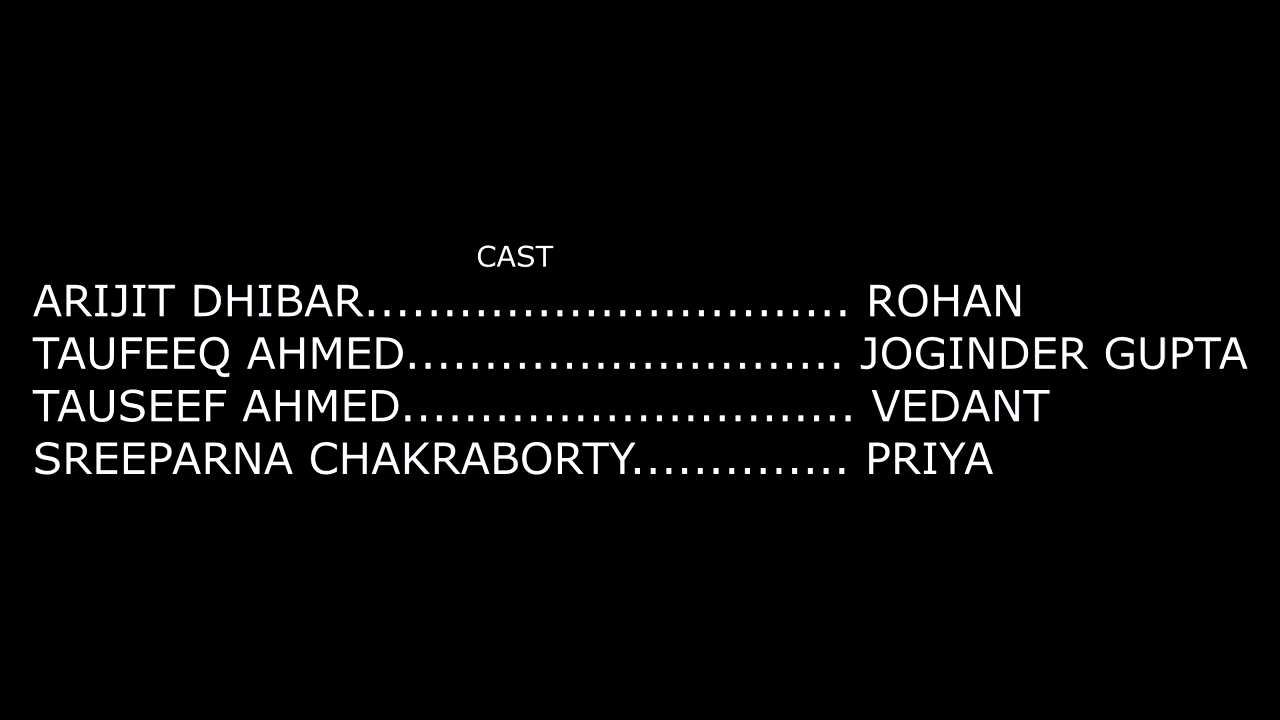 CAST
ARIJIT DHIBAR............................... ROHAN
TAUFEEQ AHMED............................ JOGINDER GUPTA
TAUSEEF AHMED............................. VEDANT
SREEPARNA CHAKRABORTY.............. PRIYA